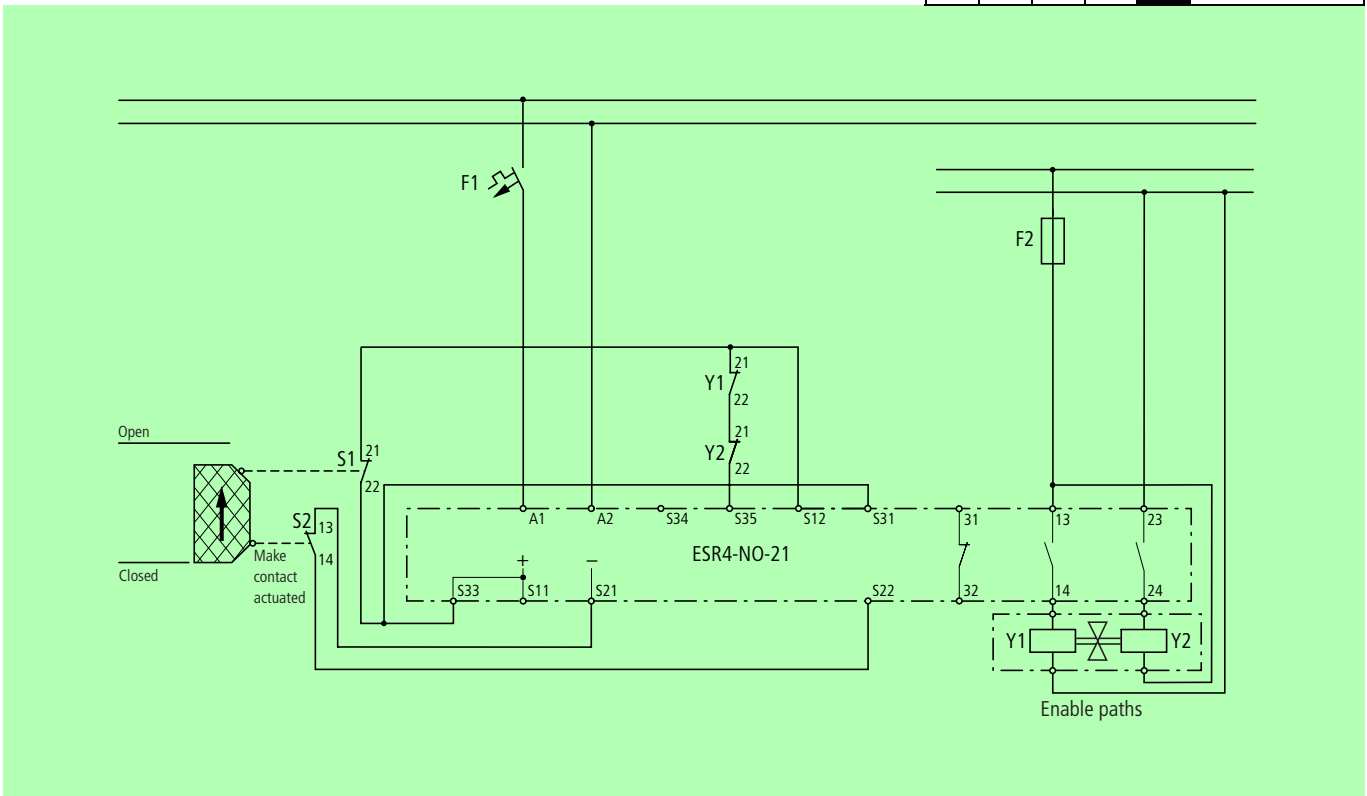 F1
F2
21
Y1
22
Open
21
21
S1
Y2
22
22
S2
13
A1
A2
S34
S35
S12
S31
31
13
23
14
Make
contact
actuated
ESR4-NO-21
+
−
Closed
S33
S11
S21
S22
32
14
24
Y1
Y2
Enable paths